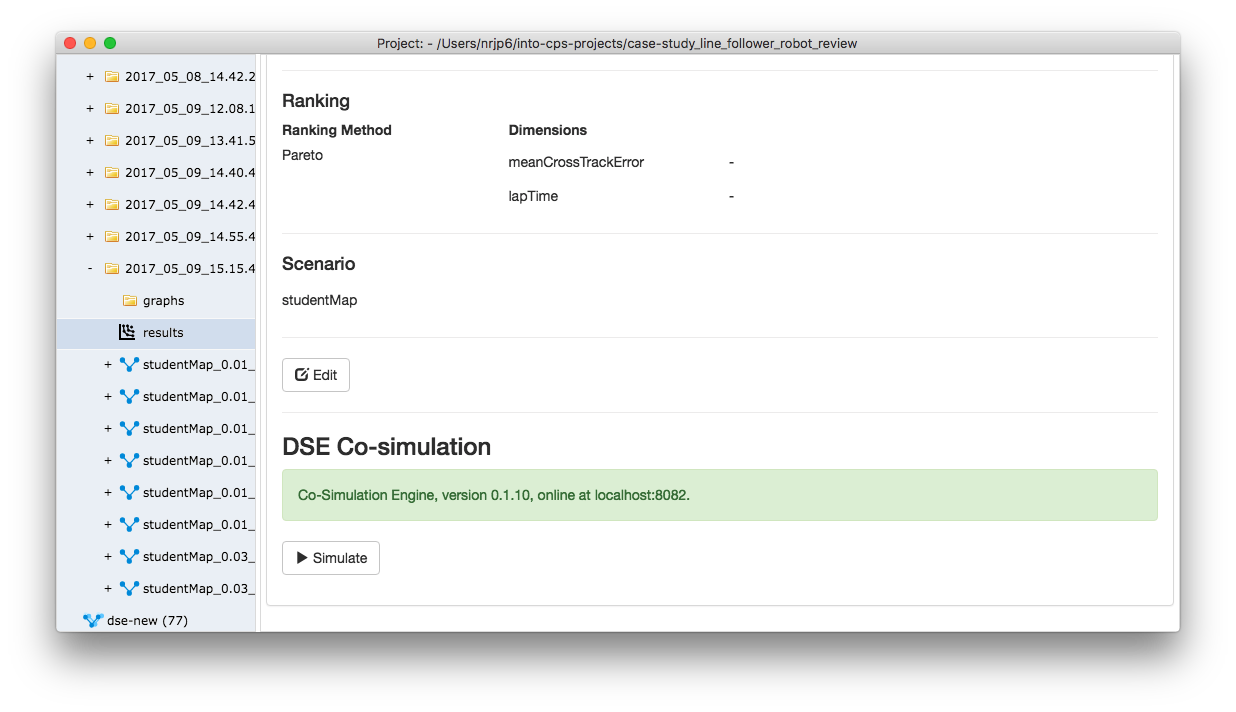 Project: - /Users/nrjp6/into-cps-projects/case-study_line_follower_robot_review
+ 2017_05_08_14.42.2
+ 2017_05_09_12.08.1
+ 2017_05_09_13.41.5
+ 2017_05_09_14.40.4
+ 2017_05_09_14.42.4
+ 2017_05_09_14.55.4
- 2017_05_09_15.15.4
graphs
results
+ studentMap_0.01_
+ studentMap_0.01_
+ studentMap_0.01_
+ studentMap_0.01_
+ studentMap_0.01_
+ studentMap_0.01_
+ studentMap_0.03_
+ studentMap_0.03_
dse-new (77)
Ranking
Ranking Method Dimensions
Pareto
meanCrossTrackError -
lapTime -
Scenario
studentMap
Edit
DSE Co-simulation
Co-Simulation Engine, version 0.1.10, online at localhost:8082.
Simulate